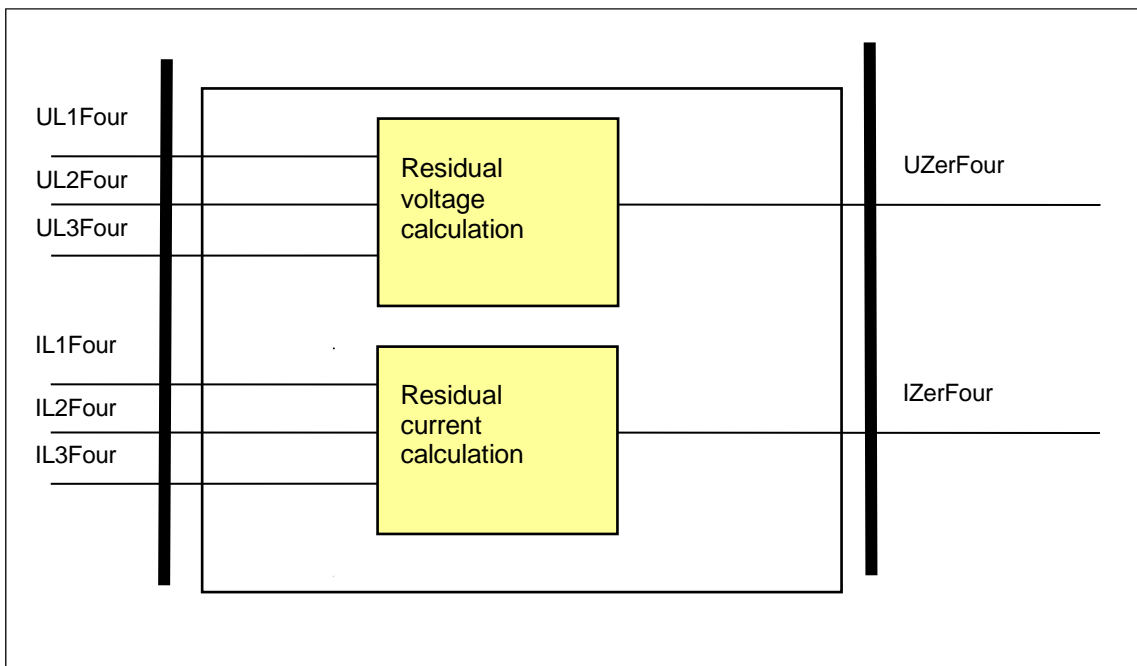 UL1Four
UL2Four
UL3Four
Residual
voltage
calculation
UZerFour
IL1Four
IL2Four
IL3Four
Residual
current
calculation
IZerFour